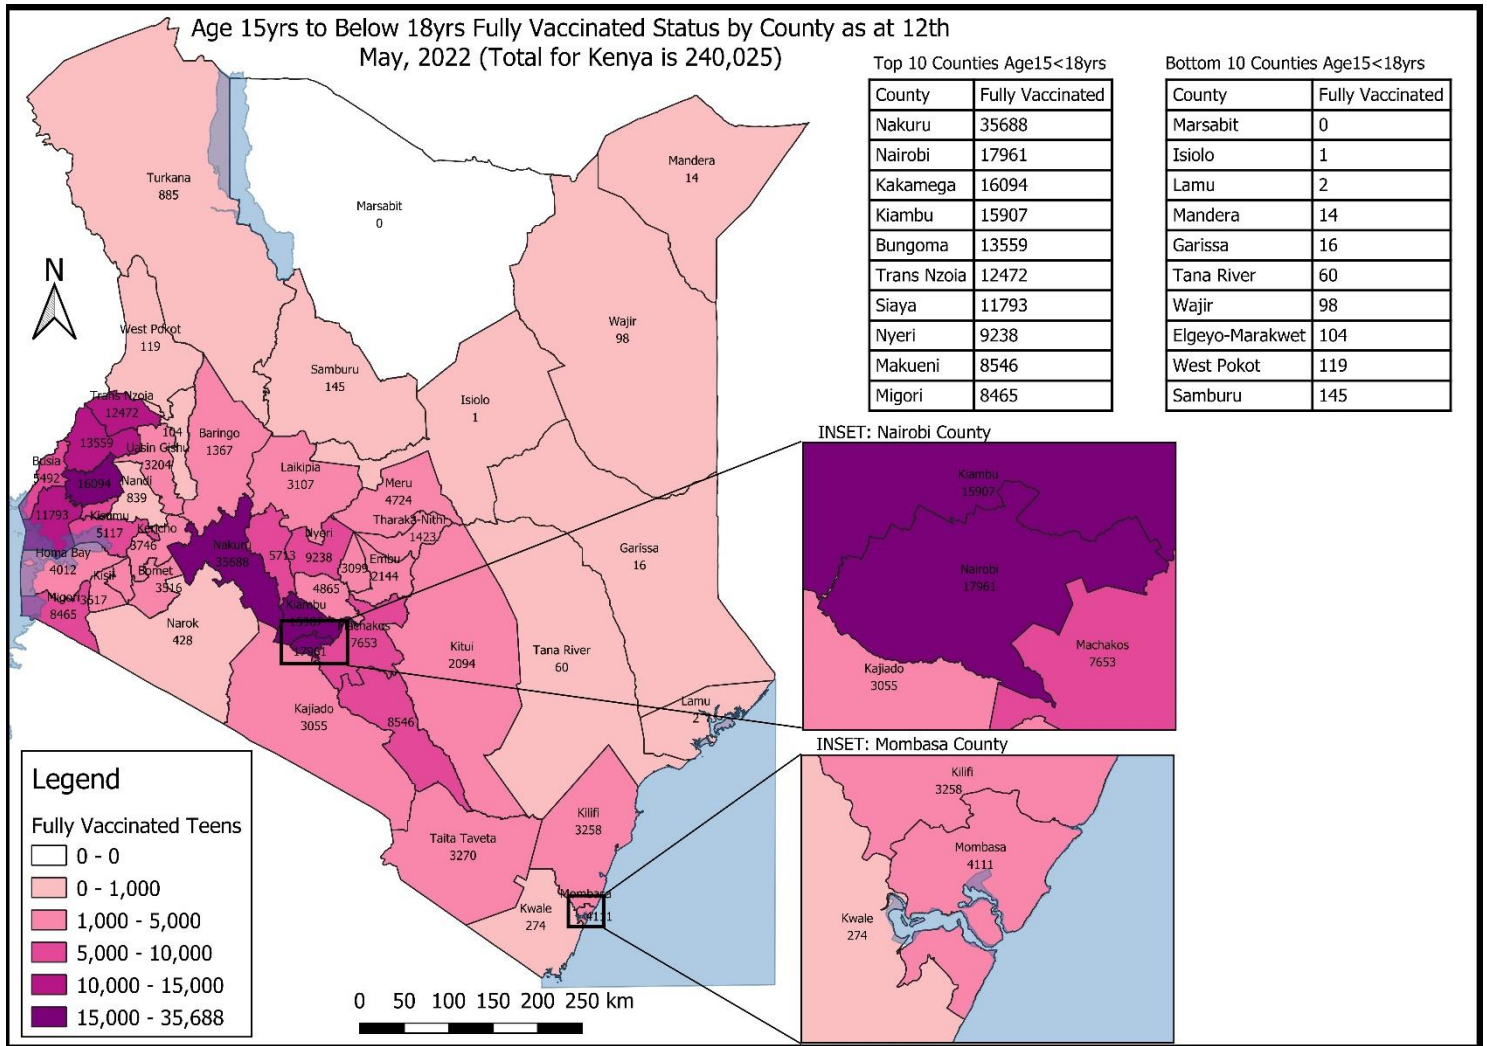 Age 15yrs to Below 18yrs Fully Vaccinated Status by County as at 12th
May, 2022 (Total for Kenya is 240,025)
Top 10 Counties Age15<18yrs
County Fully Vaccinated
Nakuru 35688
Nairobi 17961
Kakamega 16094
Kiambu 15907
Bungoma 13559
Trans Nzoia 12472
Siaya 11793
Nyeri 9238
Makueni 8546
Migori 8465
Bottom 10 Counties Age15<18yrs
County Fully Vaccinated
Marsabit 0
Isiolo 1
Lamu 2
Mandera 14
Garissa 16
Tana River 60
Wajir 98
Elgeyo-Marakwet 104
West Pokot 119
Samburu 145
N
Turkana
885
Marsabit
0
Mandera
14
Wajir
98
West Pokot
119
Samburu
145
Isiolo
1
Trans Nzoia
12472
13559
104
Uasin Gishu
3204
Baringo
1367
Busia
5492
16094
Nandi
839
Laikipia
3107
Meru
4724
Tharaka-Nithi
1423
11793
Kisumu
5117
Kericho
3746
Nakuru
35688
5713
Nyeri
9238
3099
Embu
2144
Garissa
16
Homa Bay
4012
Kisii
Bomet
3516
4865
Migori
8465
3617
Narok
428
Kiambu
15907
Machakos
7653
17961
Kitui
2094
Tana River
60
Lamu
2
Kajiado
3055
8546
Taita Taveta
3270
Kilifi
3258
Mombasa
4111
Kwale
274
INSET: Nairobi County
Kiambu
15907
Nairobi
17961
Machakos
7653
Kajiado
3055
INSET: Mombasa County
Kilifi
3258
Mombasa
4111
Kwale
274
Legend
Fully Vaccinated Teens
0 - 0
0 - 1,000
1,000 - 5,000
5,000 - 10,000
10,000 - 15,000
15,000 - 35,688
0 50 100 150 200 250 km